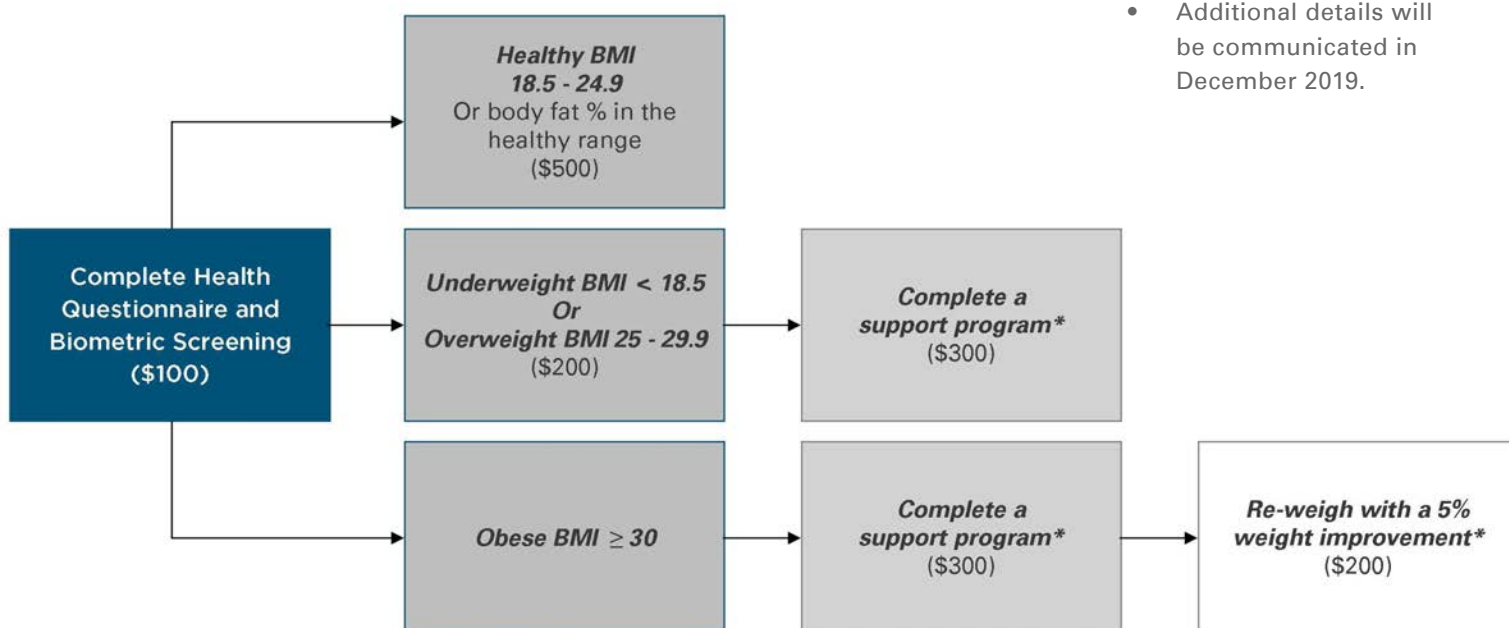 • Additional details will
be communicated in
December 2019.
Healthy BMI
18.5 - 24.9
Or body fat % in the
healthy range
($500)
Complete Health
Questionnaire and
Biometric Screening
($100)
Underweight BMI < 18.5
Or
Overweight BMI 25 - 29.9
($200)
Complete a
support program*
($300)
Obese BMI ≥ 30
Complete a
support program*
($300)
Re-weigh with a 5%
weight improvement*
($200)